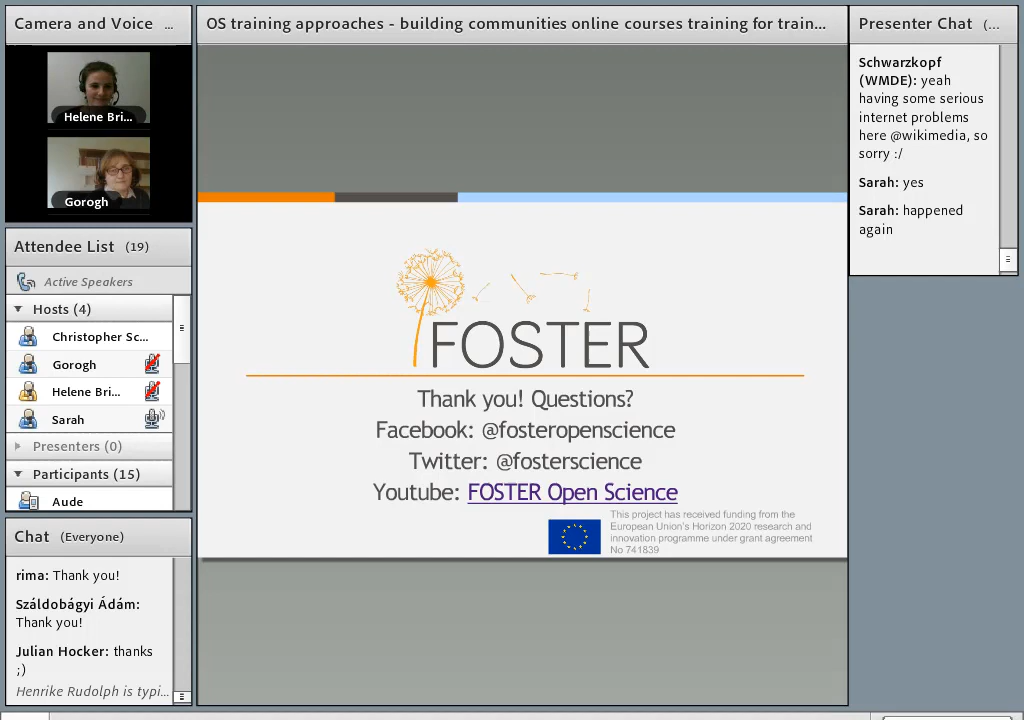 Camera and Voice ...
Helene Bri...
Gorogh
Attendee List (19)
Active Speakers
Hosts (4)
Christopher Sc...
Gorogh
Helene Bri...
Sarah
Presenters (0)
Participants (15)
Aude
Chat (Everyone)
rima: Thank you!
Száldobágyi Ádám:
Thank you!
Julian Hocker: thanks
;)
Henrike Rudolph is typi...
OS training approaches - building communities online courses training for train...
FOSTER
Thank you! Questions?
Facebook: @fosteropenscience
Twitter: @fosterscience
Youtube: FOSTER Open Science
This project has received funding from the
European Union's Horizon 2020 research and
innovation programme under grant agreement
No 741839
Presenter Chat (...
Schwarzkopf
(WMDE): yeah
having some serious
internet problems
here @wikimedia, so
sorry :/
Sarah: yes
Sarah: happened
again